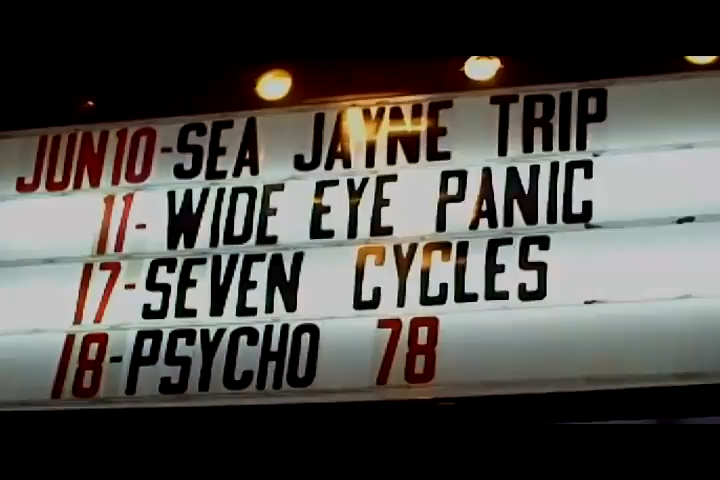 JUN10-SEA JAYNE TRIP
11- WIDE EYE PANIC
17-SEVEN CYCLES
18-PSYCHO 78